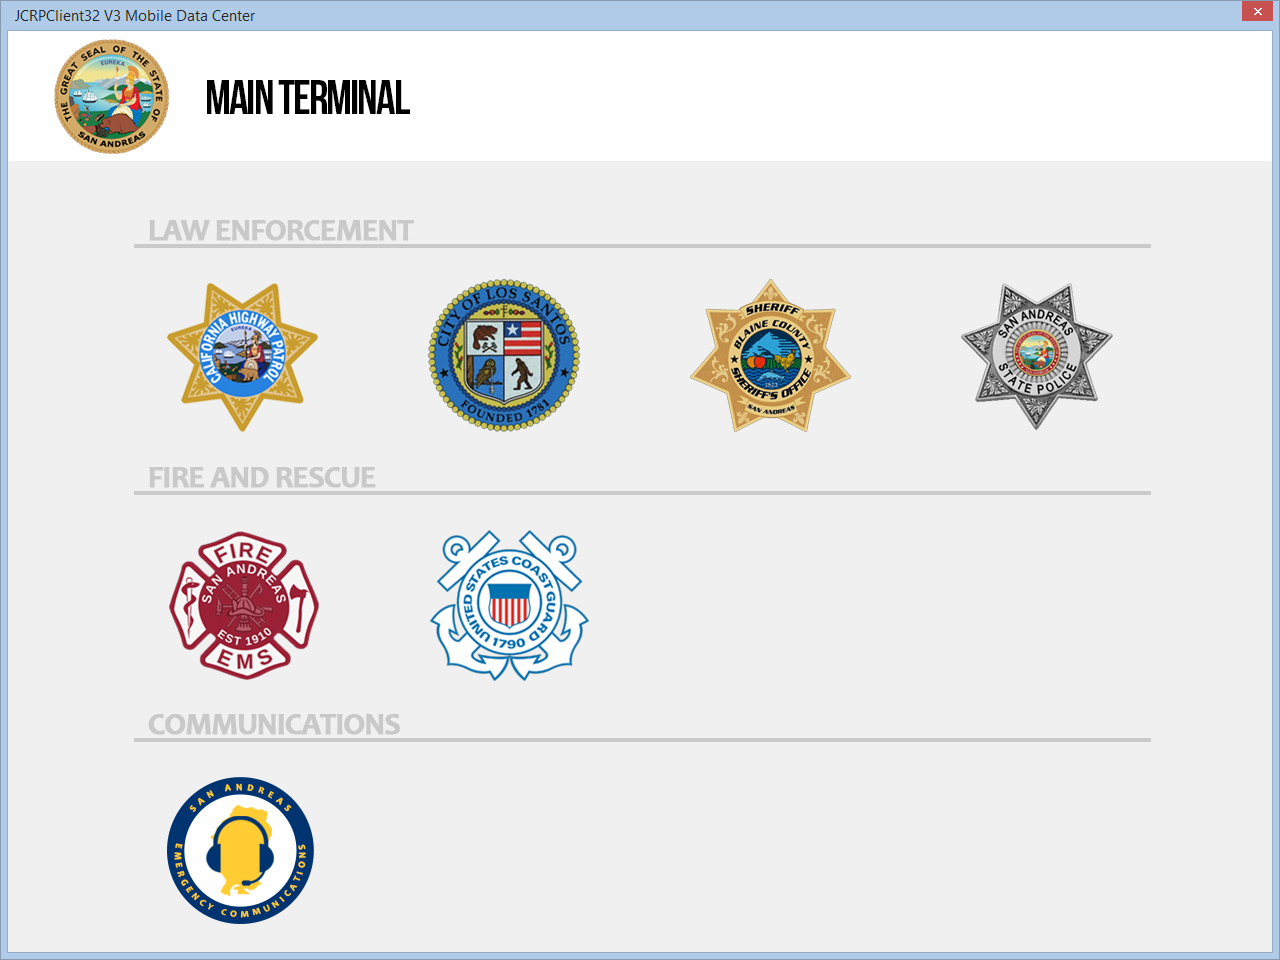 JCRPClient32 V3 Mobile Data Center
THE GREAT SEAL OF THE STATE OF
EUREKA
SAN ANDREAS
MAIN TERMINAL
LAW ENFORCEMENT
CALIFORNIA HIGHWAY PATROL
EUREKA
CITY OF LOS SANTOS
FOUNDED 1781
SHERIFF
BLAINE COUNTY
1822
SHERIFF'S OFFICE
SAN ANDREAS
SAN ANDREAS
STATE POLICE
FIRE AND RESCUE
FIRE
SAN ANDREAS
EST 1910
EMS
UNITED STATES COAST GUARD
1790
COMMUNICATIONS
SAN ANDREAS
EMERGENCY COMMUNICATIONS